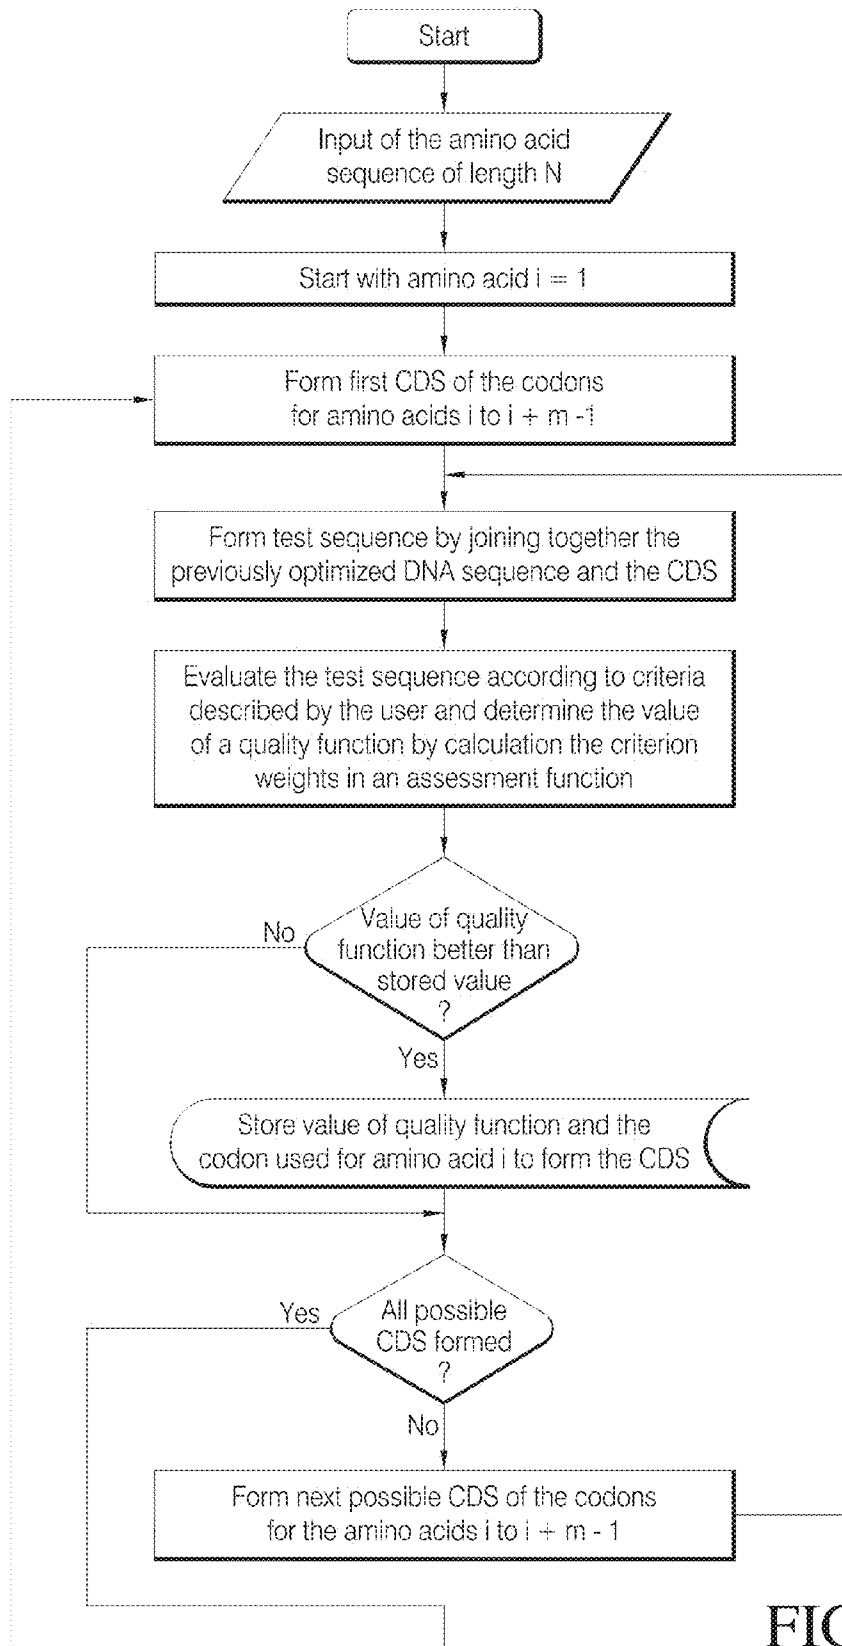 Start
Input of the amino acid
sequence of length N
Start with amino acid i = 1
Form first CDS of the codons
for amino acids i to i + m -1
Form test sequence by joining together the
previously optimized DNA sequence and the CDS
Evaluate the test sequence according to criteria
described by the user and determine the value
of a quality function by calculation the criterion
weights in an assessment function
No
Value of quality
function better than
stored value
?
Yes
Store value of quality function and the
codon used for amino acid i to form the CDS
Yes
All possible
CDS formed
?
No
Form next possible CDS of the codons
for the amino acids i to i + m - 1